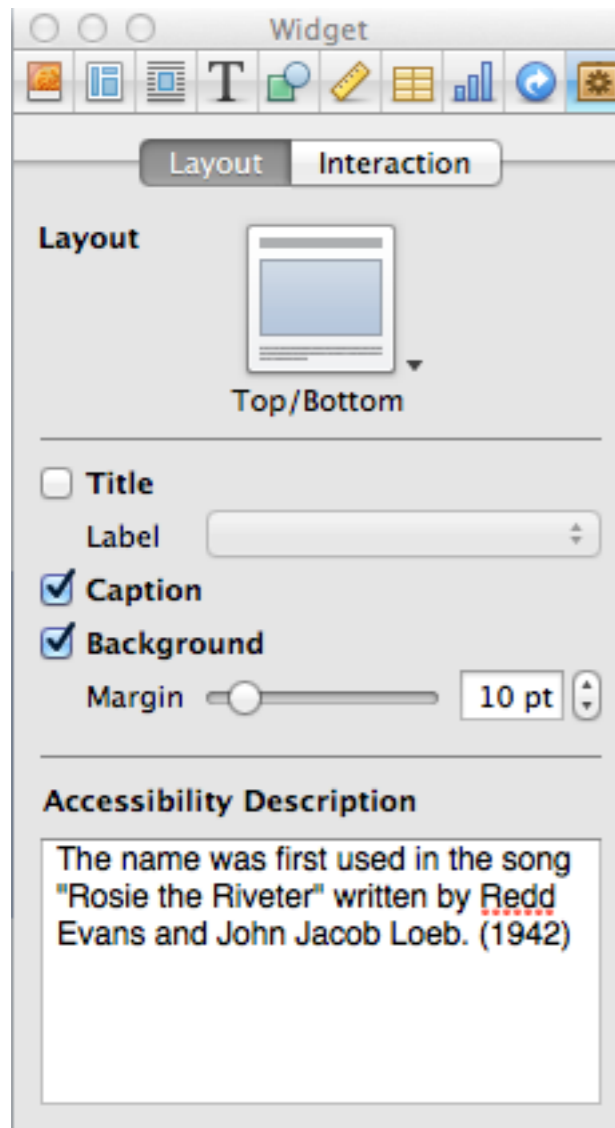 Widget
T
Layout Interaction
Layout
Top/Bottom
Title
Label
Caption
Background
Margin 10 pt
Accessibility Description
The name was first used in the song
"Rosie the Riveter" written by Redd
Evans and John Jacob Loeb. (1942)